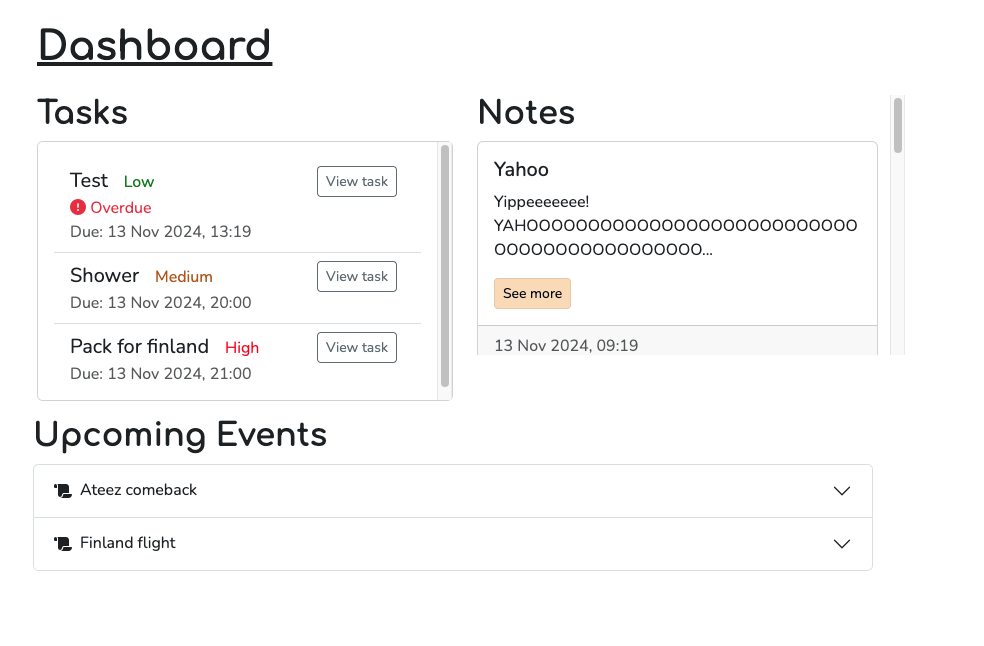 Dashboard
Tasks
Test Low View task
Overdue
Due: 13 Nov 2024, 13:19
Shower Medium View task
Due: 13 Nov 2024, 20:00
Pack for finland High View task
Due: 13 Nov 2024, 21:00
Notes
Yahoo
Yippeeeeeee!
YAHOOOOOOOOOOOOOOOOOOOOOOOOOOO
OOOOOOOOOOOOOOOOO...
See more
13 Nov 2024, 09:19
Upcoming Events
Ateez comeback
Finland flight